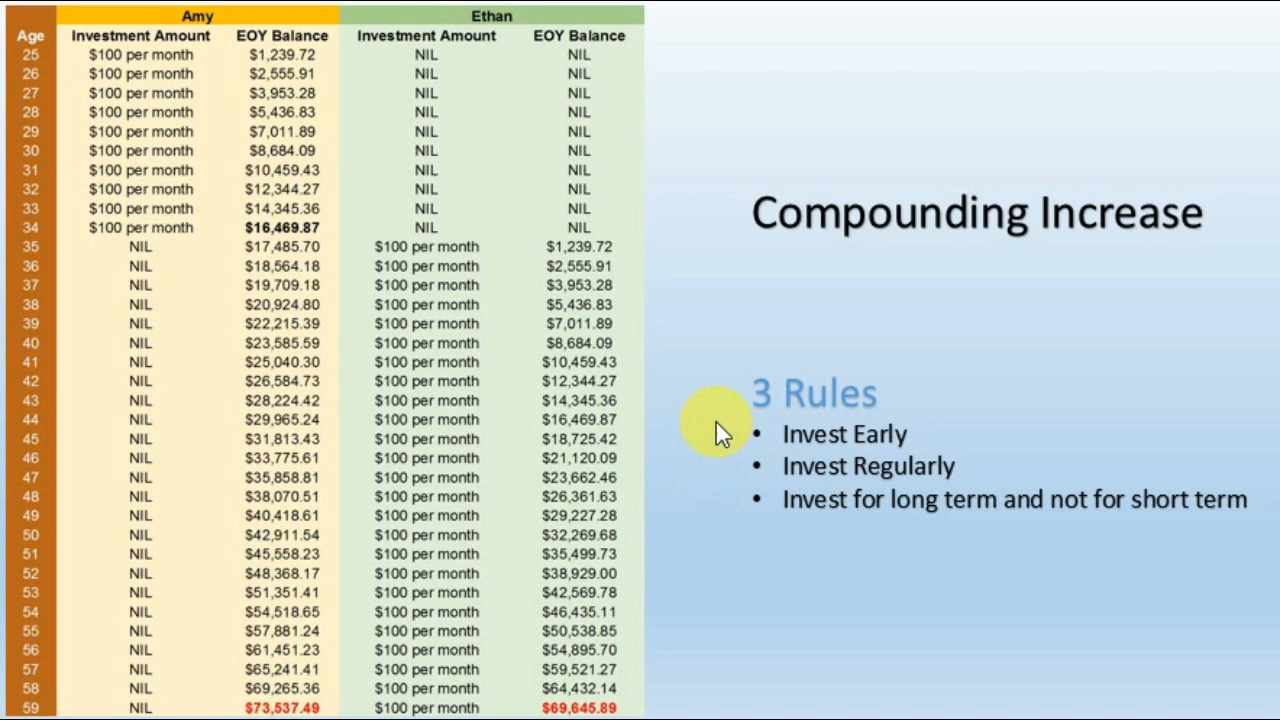 Amy Ethan
Age Investment Amount EOY Balance Investment Amount EOY Balance
25 $100 per month $1,239.72 NIL NIL
26 $100 per month $2,555.91 NIL NIL
27 $100 per month $3,953.28 NIL NIL
28 $100 per month $5,436.83 NIL NIL
29 $100 per month $7,011.89 NIL NIL
30 $100 per month $8,684.09 NIL NIL
31 $100 per month $10,459.43 NIL NIL
32 $100 per month $12,344.27 NIL NIL
33 $100 per month $14,345.36 NIL NIL
34 $100 per month $16,469.87 NIL NIL
35 NIL $17,485.70 $100 per month $1,239.72
36 NIL $18,564.18 $100 per month $2,555.91
37 NIL $19,709.18 $100 per month $3,953.28
38 NIL $20,924.80 $100 per month $5,436.83
39 NIL $22,215.39 $100 per month $7,011.89
40 NIL $23,585.59 $100 per month $8,684.09
41 NIL $25,040.30 $100 per month $10,459.43
42 NIL $26,584.73 $100 per month $12,344.27
43 NIL $28,224.42 $100 per month $14,345.36
44 NIL $29,965.24 $100 per month $16,469.87
45 NIL $31,813.43 $100 per month $18,725.42
46 NIL $33,775.61 $100 per month $21,120.09
47 NIL $35,858.81 $100 per month $23,662.46
48 NIL $38,070.51 $100 per month $26,361.63
49 NIL $40,418.61 $100 per month $29,227.28
50 NIL $42,911.54 $100 per month $32,269.68
51 NIL $45,558.23 $100 per month $35,499.73
52 NIL $48,368.17 $100 per month $38,929.00
53 NIL $51,351.41 $100 per month $42,569.78
54 NIL $54,518.65 $100 per month $46,435.11
55 NIL $57,881.24 $100 per month $50,538.85
56 NIL $61,451.23 $100 per month $54,895.70
57 NIL $65,241.41 $100 per month $59,521.27
58 NIL $69,265.36 $100 per month $64,432.14
59 NIL $73,537.49 $100 per month $69,645.89
Compounding Increase
3 Rules
• Invest Early
• Invest Regularly
• Invest for long term and not for short term